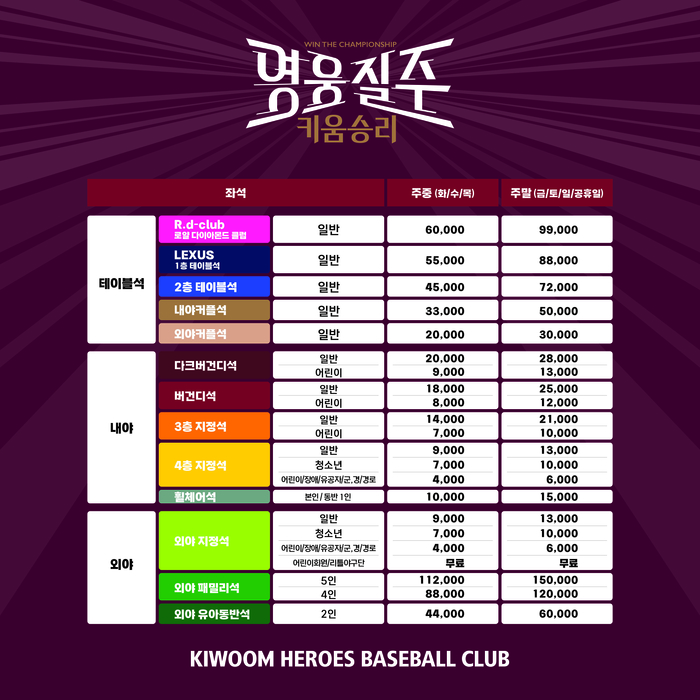 WIN THE CHAMPIONSHIP
영웅질주
키움승리
좌석 주중 (화/수/목) 주말 (금/토/일/공휴일)
테이블석
R.d-club
로얄 다이아몬드 클럽
일반 60,000 99,000
LEXUS
1층 테이블석
일반 55,000 88,000
2층 테이블석 일반 45,000 72,000
내야커플석 일반 33,000 50,000
외야커플석 일반 20,000 30,000
내야
다크버건디석
일반 20,000 28,000
어린이 9,000 13,000
버건디석
일반 18,000 25,000
어린이 8,000 12,000
3층 지정석
일반 14,000 21,000
어린이 7,000 10,000
4층 지정석
일반 9,000 13,000
청소년 7,000 10,000
어린이/장애/유공자/군,경/경로 4,000 6,000
휠체어석 본인 / 동반 1인 10,000 15,000
외야
외야 지정석
일반 9,000 13,000
청소년 7,000 10,000
어린이/장애/유공자/군,경/경로 4,000 6,000
어린이회원/리틀야구단 무료 무료
외야 패밀리석
5인 112,000 150,000
4인 88,000 120,000
외야 유아동반석 2인 44,000 60,000
KIWOOM HEROES BASEBALL CLUB